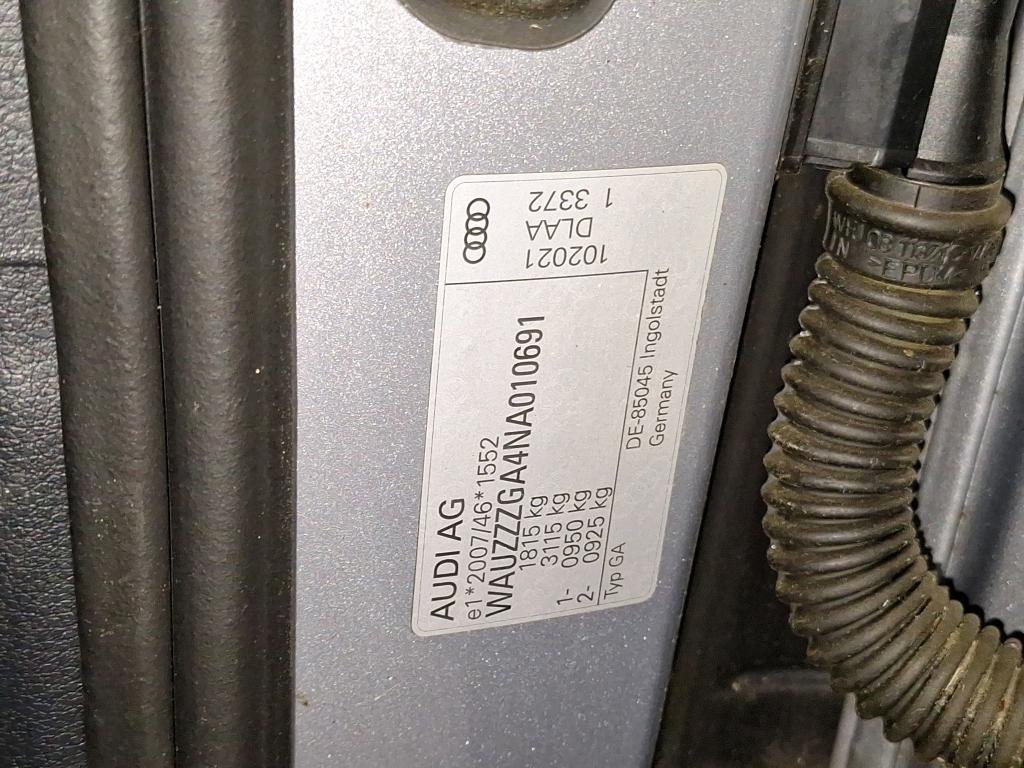 AUDI AG
e1*2007/46*1552
WAUZZZGA4NA010691
1815 kg
3115 kg
1- 0950 kg
2- 0925 kg
Typ GA
DE-85045 Ingolstadt
Germany
102021
DLAA
1 3372
IN